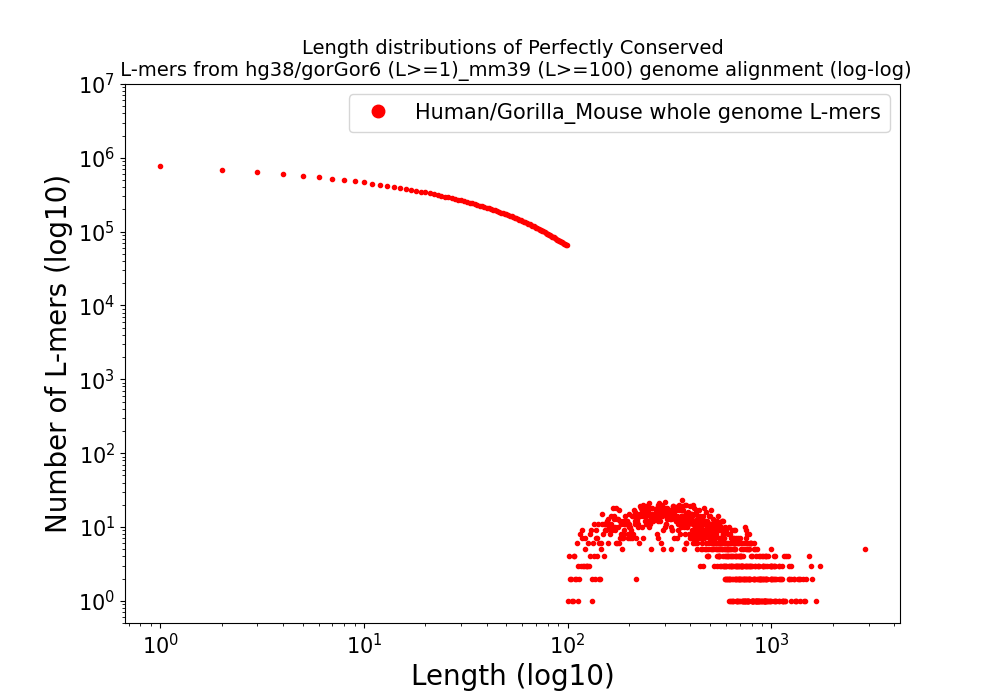 Length distributions of Perfectly Conserved
L-mers from hg38/gorGor6 (L>=1)_mm39 (L>=100) genome alignment (log-log)
Human/Gorilla_Mouse whole genome L-mers
Number of L-mers (log10)
10⁷
10⁶
10⁵
10⁴
10³
10²
10¹
10⁰
10⁰ 10¹ 10² 10³
Length (log10)